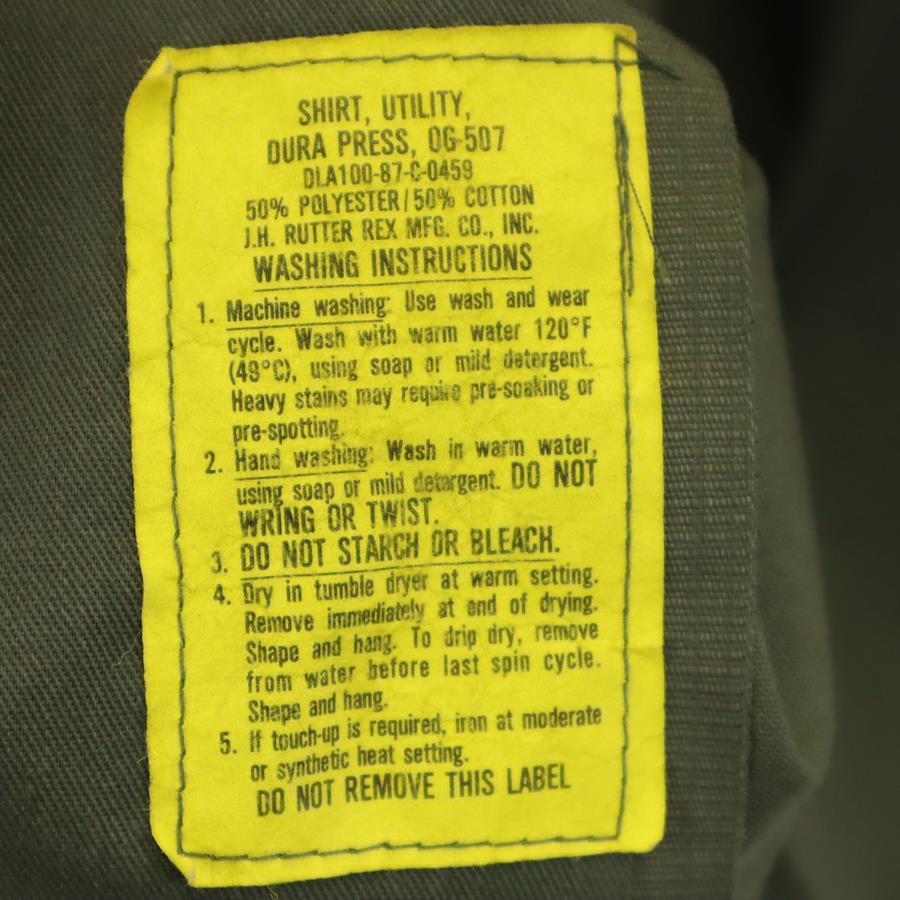 SHIRT, UTILITY,
DURA PRESS, OG-507
DLA100-87-C-0459
50% POLYESTER/50% COTTON
J.H. RUTTER REX MFG. CO., INC.
WASHING INSTRUCTIONS
1. Machine washing: Use wash and wear
cycle. Wash with warm water 120°F
(49°C), using soap or mild detergent.
Heavy stains may require pre-soaking or
pre-spotting.
2. Hand washing: Wash in warm water,
using soap or mild detergent. DO NOT
WRING OR TWIST.
3. DO NOT STARCH OR BLEACH.
4. Dry in tumble dryer at warm setting.
Remove immediately at end of drying.
Shape and hang. To drip dry, remove
from water before last spin cycle.
Shape and hang.
5. If touch-up is required, iron at moderate
or synthetic heat setting.
DO NOT REMOVE THIS LABEL